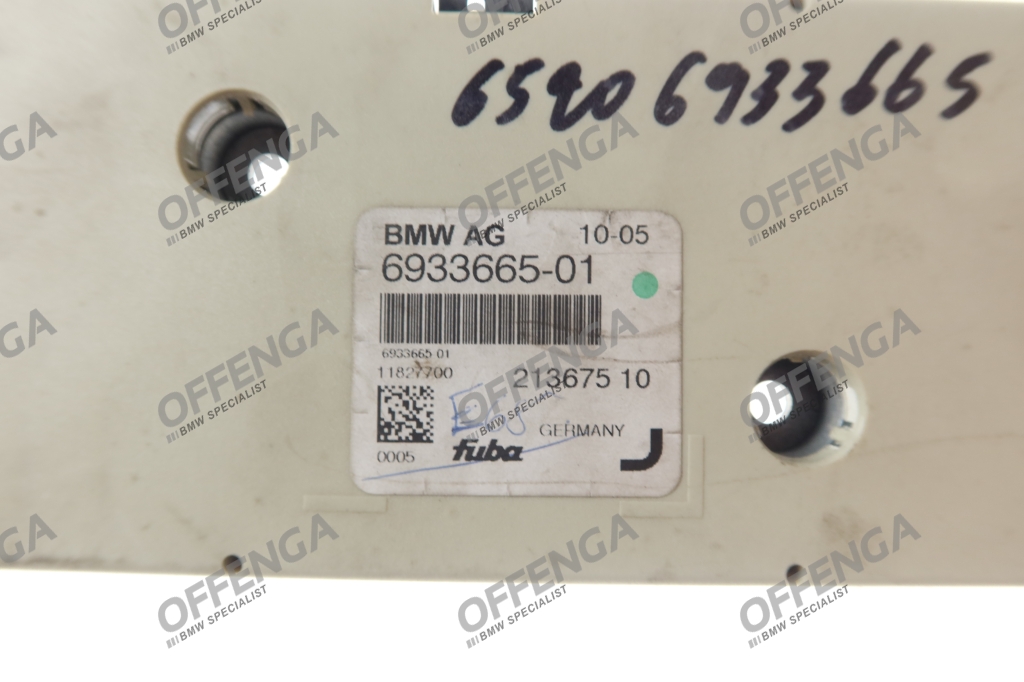 6520 6933665
BMW AG 10-05
6933665-01
6933665 01
11827700 213675 10
GERMANY
0005 fuba
OFFENGA
BMW SPECIALIST